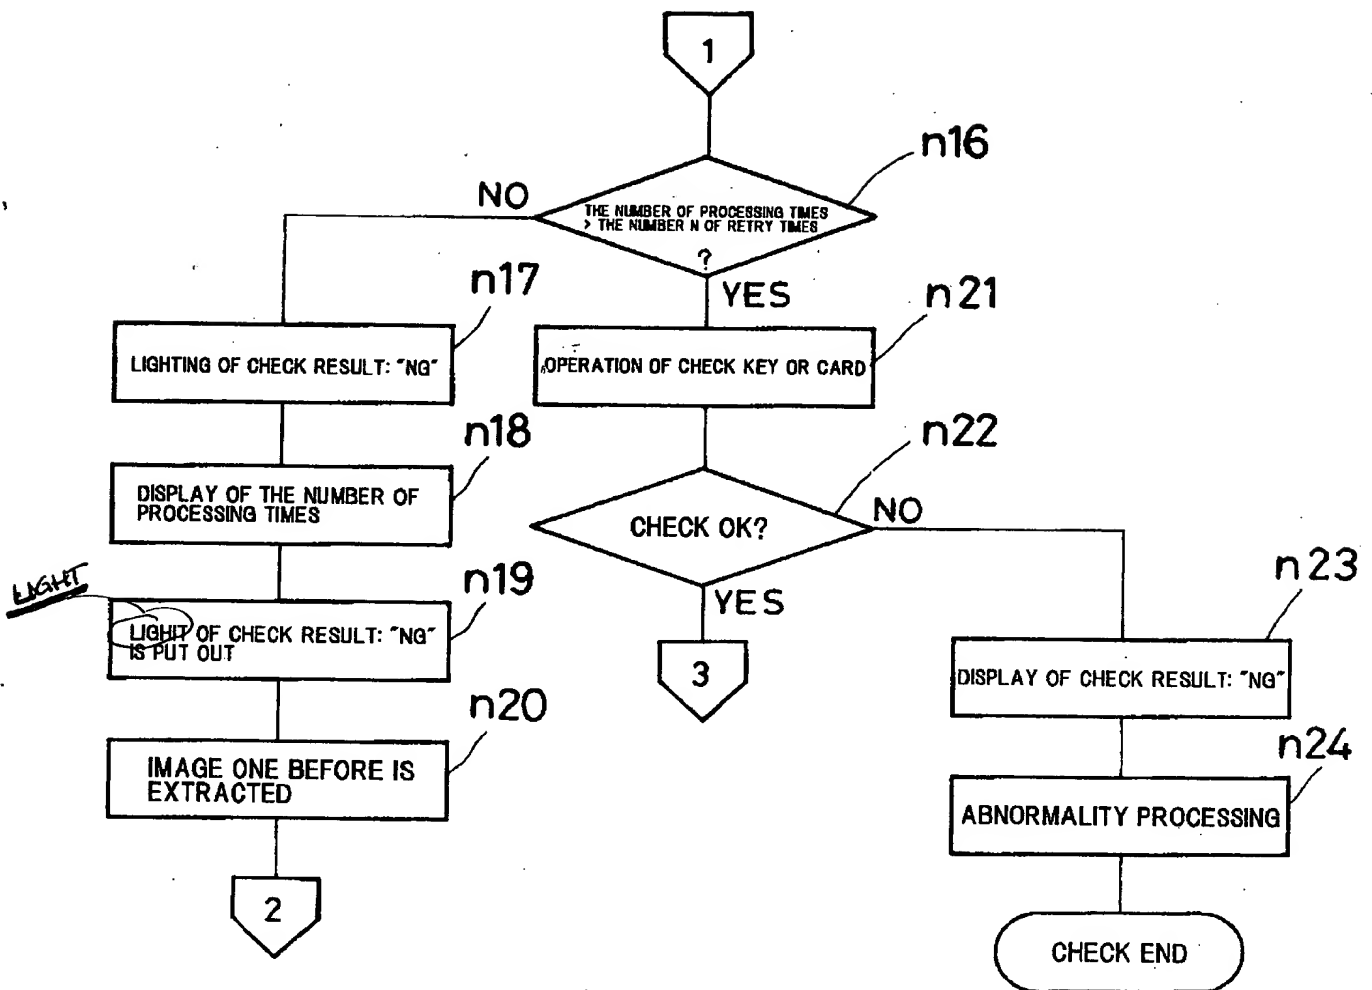 1
n16
NO
THE NUMBER OF PROCESSING TIMES
> THE NUMBER N OF RETRY TIMES
?
YES
n17
n21
LIGHTING OF CHECK RESULT: "NG"
OPERATION OF CHECK KEY OR CARD
n18
n22
DISPLAY OF THE NUMBER OF
PROCESSING TIMES
CHECK OK?
NO
LIGHT
n19
YES
n23
LIGHIT OF CHECK RESULT: "NG"
IS PUT OUT
3
DISPLAY OF CHECK RESULT: "NG"
n20
n24
IMAGE ONE BEFORE IS
EXTRACTED
ABNORMALITY PROCESSING
2
CHECK END